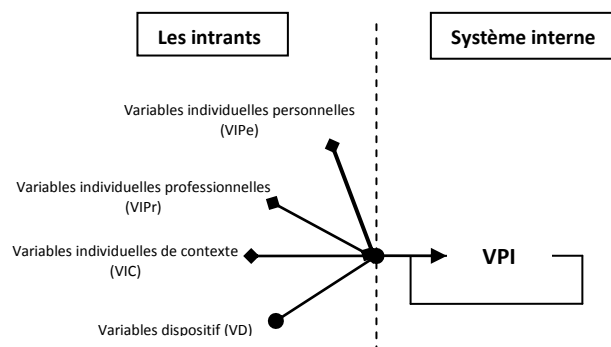 Les intrants
Système interne
Variables individuelles personnelles
(VIPe)
Variables individuelles professionnelles
(VIPr)
Variables individuelles de contexte
(VIC)
VPI
Variables dispositif (VD)